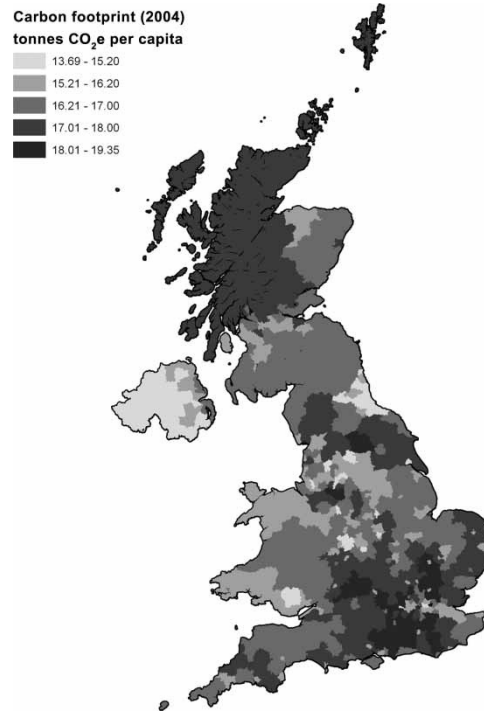 Carbon footprint (2004)
tonnes CO₂e per capita
13.69 - 15.20
15.21 - 16.20
16.21 - 17.00
17.01 - 18.00
18.01 - 19.35